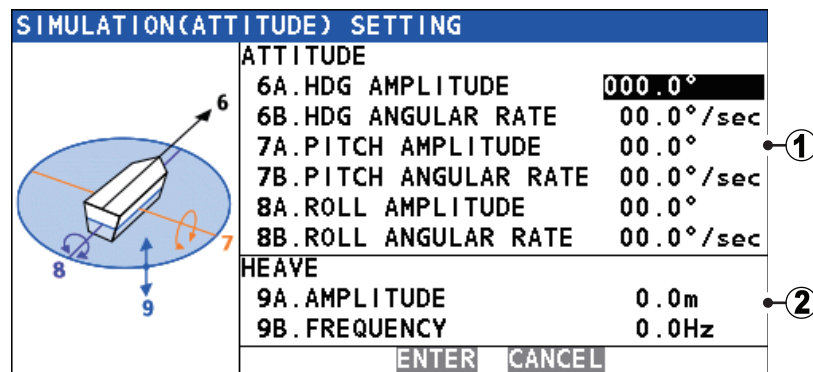 SIMULATION(ATTITUDE) SETTING
ATTITUDE
6A.HDG AMPLITUDE 000.0°
6B.HDG ANGULAR RATE 00.0°/sec
7A.PITCH AMPLITUDE 00.0°
7B.PITCH ANGULAR RATE 00.0°/sec
8A.ROLL AMPLITUDE 00.0°
8B.ROLL ANGULAR RATE 00.0°/sec
1
HEAVE
9A.AMPLITUDE 0.0m
9B.FREQUENCY 0.0Hz
2
ENTER CANCEL
6
7
8
9